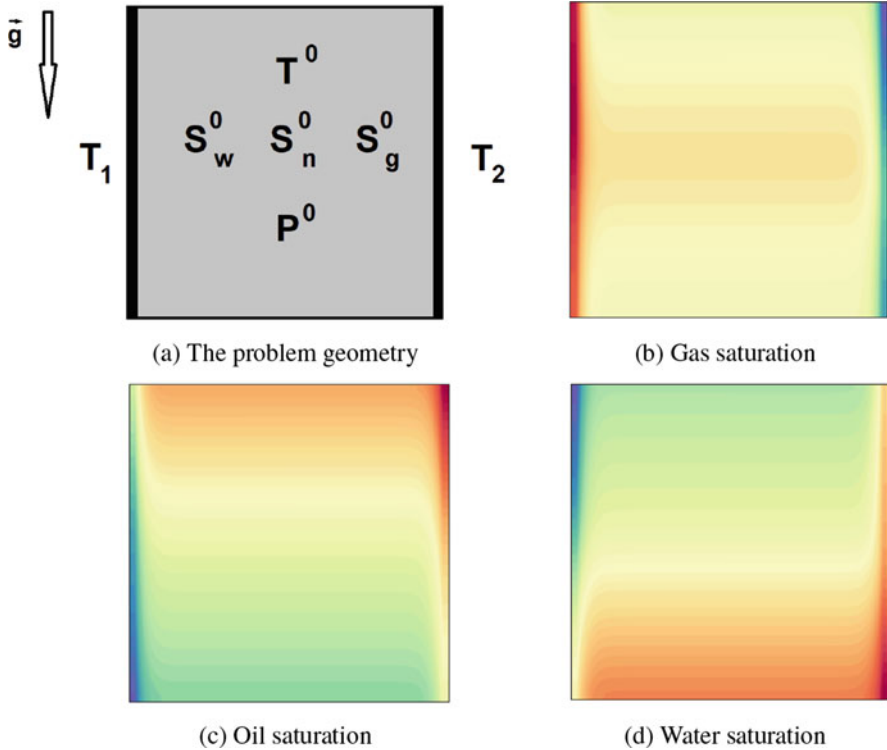 g
T⁰
S⁰w S⁰n S⁰g
T₁ T₂
P⁰
(a) The problem geometry
(b) Gas saturation
(c) Oil saturation
(d) Water saturation